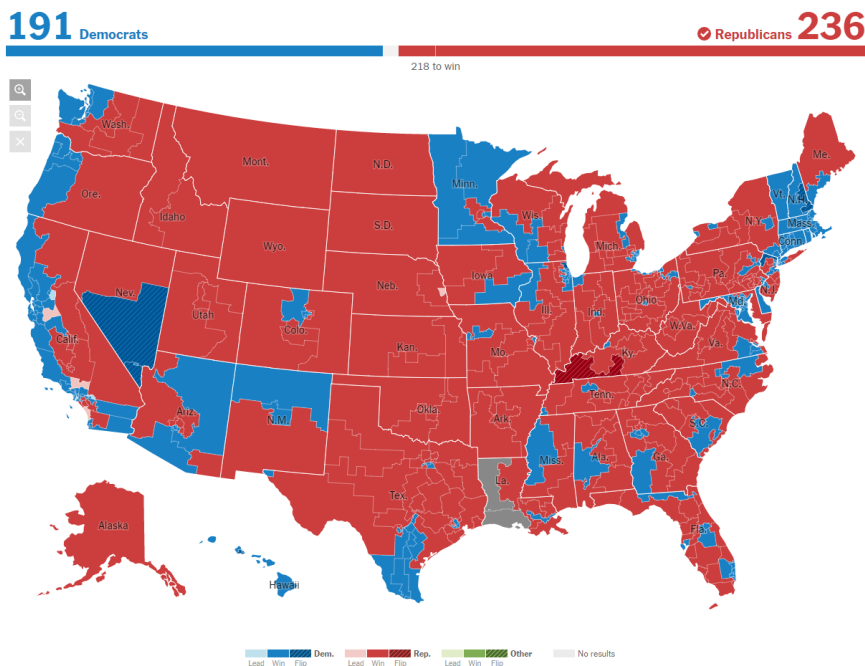 191 Democrats
Republicans 236
218 to win
Wash.
Mont.
N.D.
Minn.
Me.
Ore.
Idaho
S.D.
Wis.
Vt.
N.H.
N.Y.
Mass.
Mich.
Conn.
Wyo.
Iowa
Pa.
N.J.
Nev.
Neb.
Ohio
Md.
Utah
Colo.
Ill.
Ind.
W.Va.
Va.
Calif.
Kan.
Mo.
Ky.
N.C.
Tenn.
Ariz.
N.M.
Okla.
Ark.
S.C.
Miss.
Ala.
Ga.
La.
Tex.
Alaska
Fla.
Hawaii
Dem. Rep. Other No results
Lead Win Flip Lead Win Flip Lead Win Flip